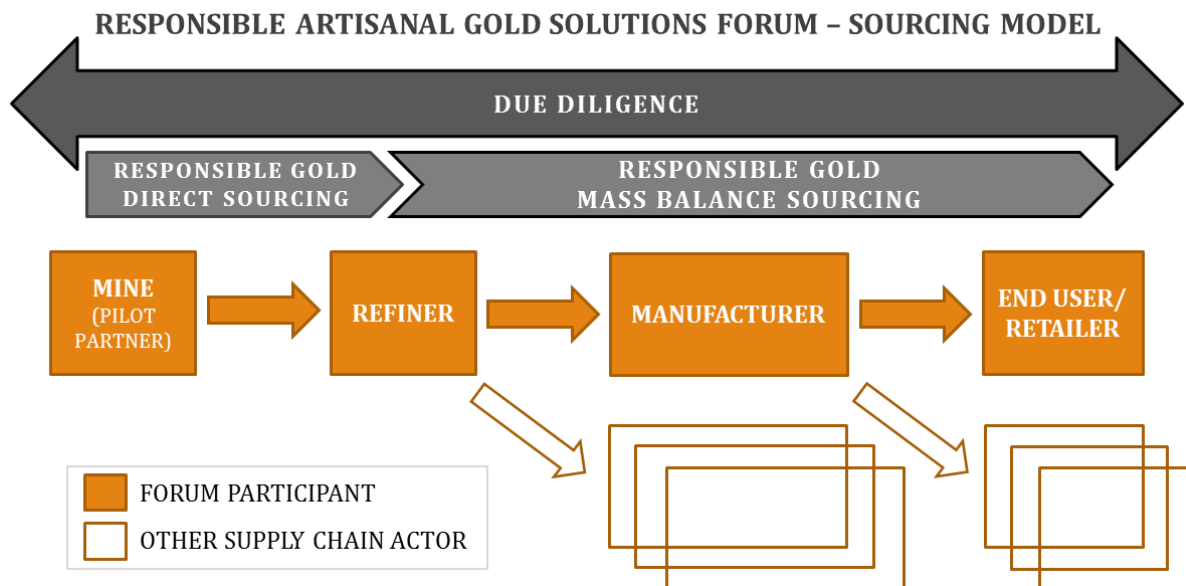 RESPONSIBLE ARTISANAL GOLD SOLUTIONS FORUM – SOURCING MODEL
DUE DILIGENCE
RESPONSIBLE GOLD
DIRECT SOURCING
RESPONSIBLE GOLD
MASS BALANCE SOURCING
MINE
(PILOT
PARTNER)
REFINER
MANUFACTURER
END USER/
RETAILER
FORUM PARTICIPANT
OTHER SUPPLY CHAIN ACTOR